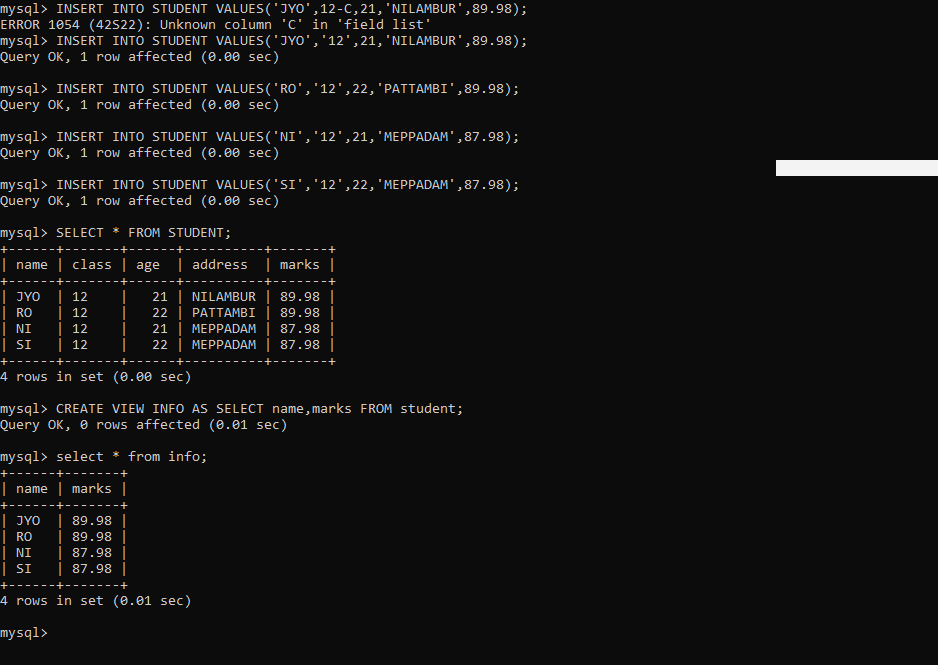 mysql> INSERT INTO STUDENT VALUES('JYO',12-C,21,'NILAMBUR',89.98);
ERROR 1054 (42S22): Unknown column 'C' in 'field list'
mysql> INSERT INTO STUDENT VALUES('JYO','12',21,'NILAMBUR',89.98);
Query OK, 1 row affected (0.00 sec)

mysql> INSERT INTO STUDENT VALUES('RO','12',22,'PATTAMBI',89.98);
Query OK, 1 row affected (0.00 sec)

mysql> INSERT INTO STUDENT VALUES('NI','12',21,'MEPPADAM',87.98);
Query OK, 1 row affected (0.00 sec)

mysql> INSERT INTO STUDENT VALUES('SI','12',22,'MEPPADAM',87.98);
Query OK, 1 row affected (0.00 sec)

mysql> SELECT * FROM STUDENT;
+------+-------+------+----------+-------+
| name | class | age  | address  | marks |
+------+-------+------+----------+-------+
| JYO  | 12    |   21 | NILAMBUR | 89.98 |
| RO   | 12    |   22 | PATTAMBI | 89.98 |
| NI   | 12    |   21 | MEPPADAM | 87.98 |
| SI   | 12    |   22 | MEPPADAM | 87.98 |
+------+-------+------+----------+-------+
4 rows in set (0.00 sec)

mysql> CREATE VIEW INFO AS SELECT name,marks FROM student;
Query OK, 0 rows affected (0.01 sec)

mysql> select * from info;
+------+-------+
| name | marks |
+------+-------+
| JYO  | 89.98 |
| RO   | 89.98 |
| NI   | 87.98 |
| SI   | 87.98 |
+------+-------+
4 rows in set (0.01 sec)

mysql>